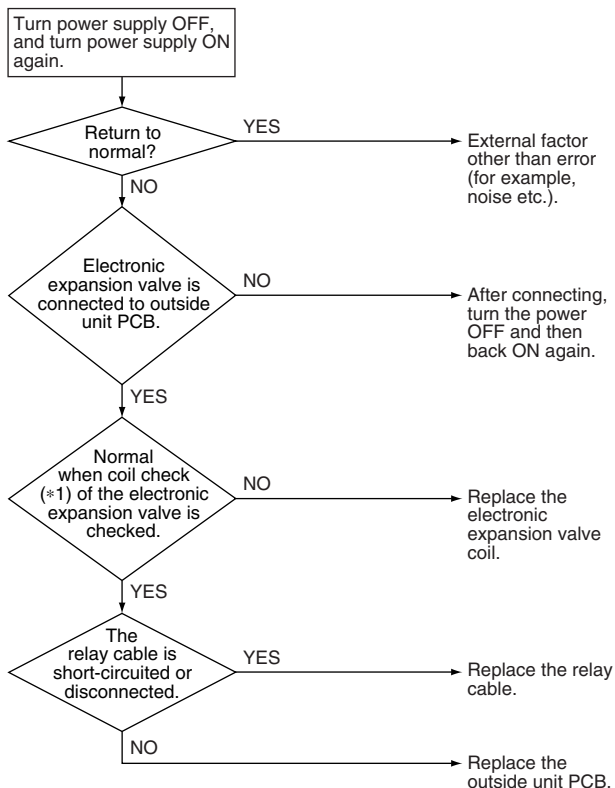 Turn power supply OFF,
and turn power supply ON
again.
Return to
normal?
YES
External factor
other than error
(for example,
noise etc.).
NO
Electronic
expansion valve is
connected to outside
unit PCB.
NO
After connecting,
turn the power
OFF and then
back ON again.
YES
Normal
when coil check
(*1) of the electronic
expansion valve is
checked.
NO
Replace the
electronic
expansion valve
coil.
YES
The
relay cable is
short-circuited or
disconnected.
YES
Replace the relay
cable.
NO
Replace the
outside unit PCB.